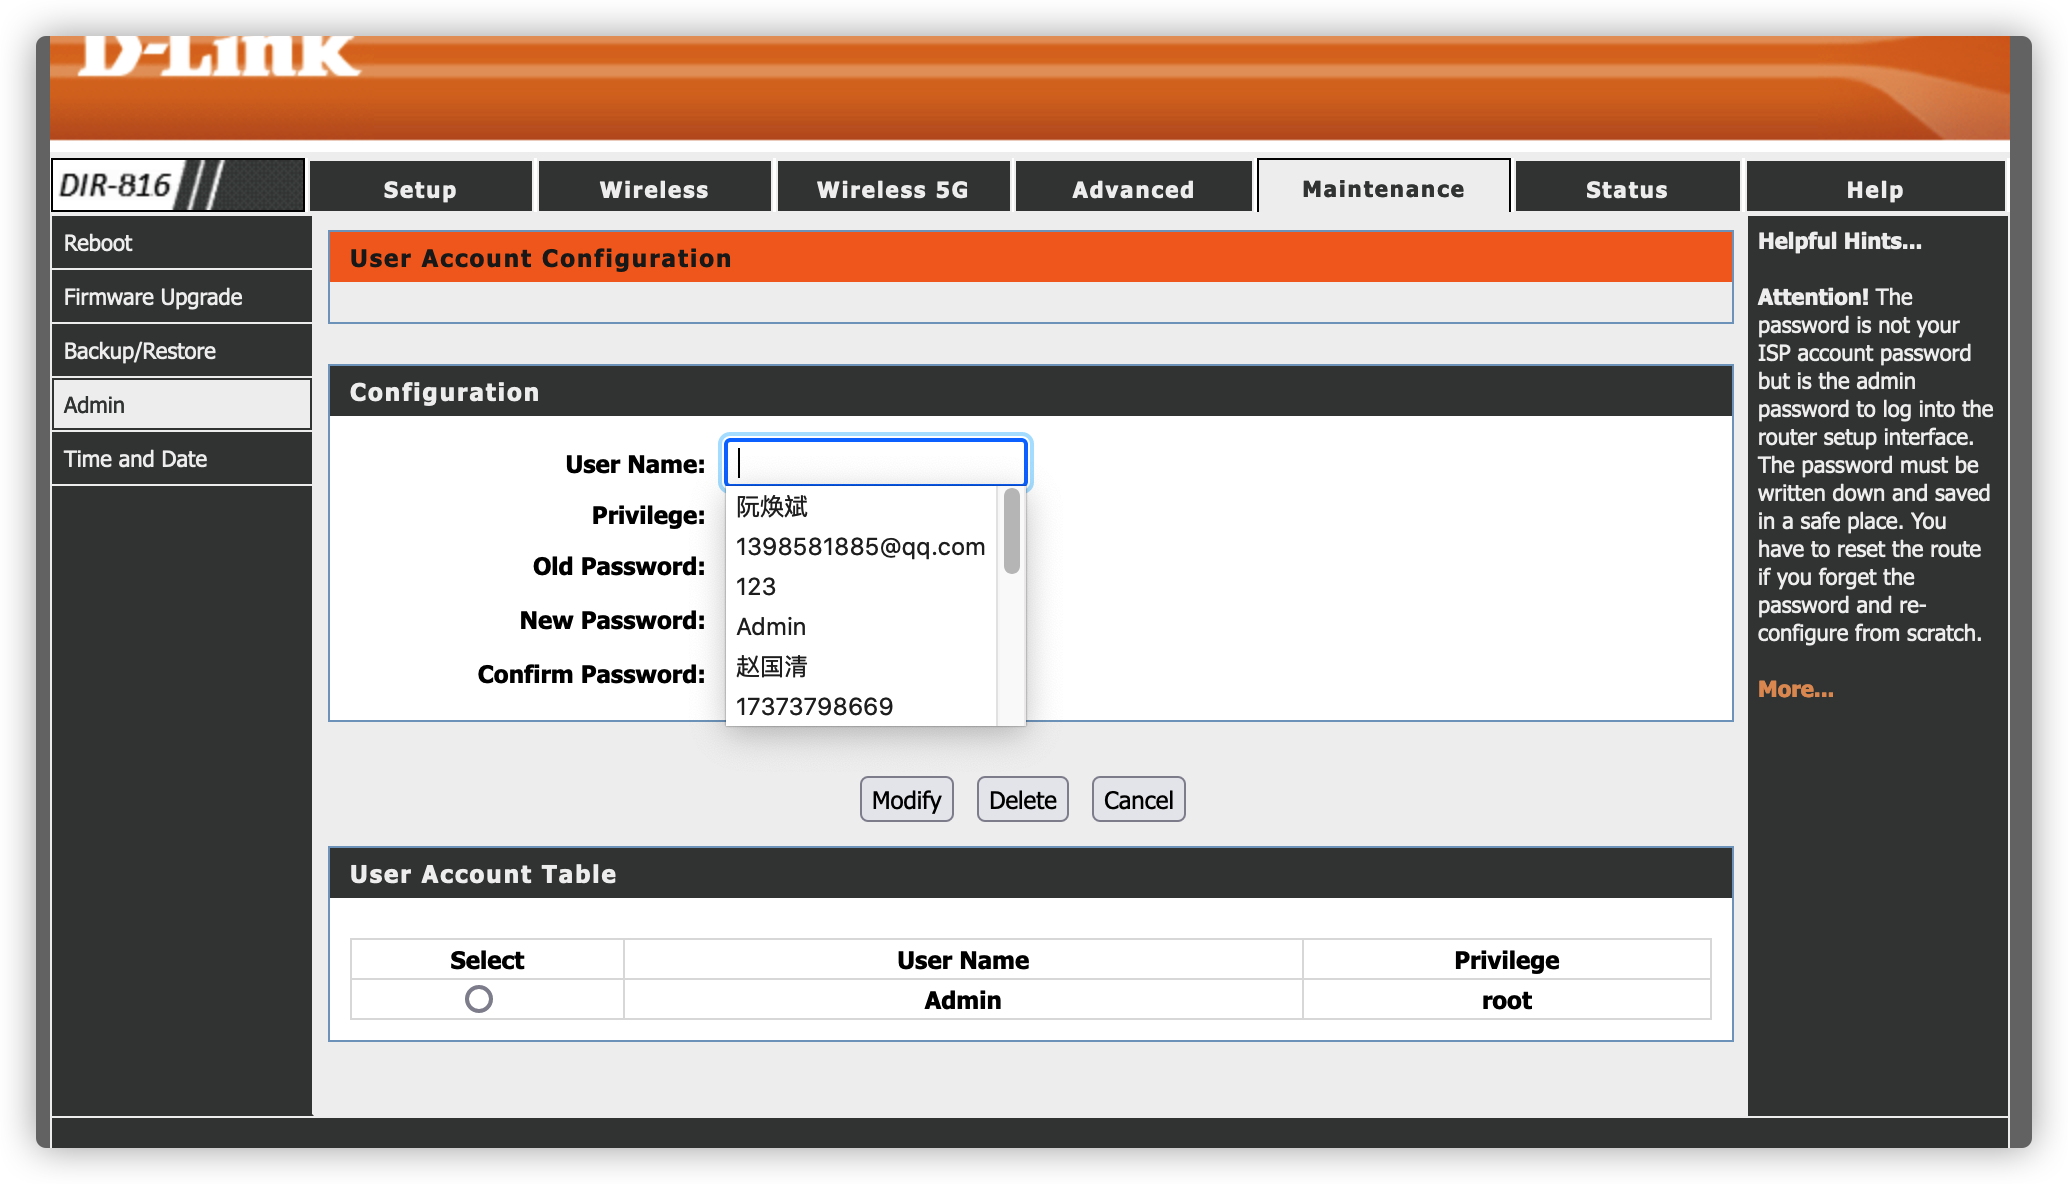 D-Link
DIR-816
Setup
Wireless
Wireless 5G
Advanced
Maintenance
Status
Help
Reboot
Firmware Upgrade
Backup/Restore
Admin
Time and Date
User Account Configuration
Configuration
User Name:
Privilege:
Old Password:
New Password:
Confirm Password:
阮焕斌
1398581885@qq.com
123
Admin
赵国清
17373798669
Modify
Delete
Cancel
User Account Table
Select
User Name
Privilege
Admin
root
Helpful Hints...
Attention! The
password is not your
ISP account password
but is the admin
password to log into the
router setup interface.
The password must be
written down and saved
in a safe place. You
have to reset the route
if you forget the
password and re-
configure from scratch.
More...